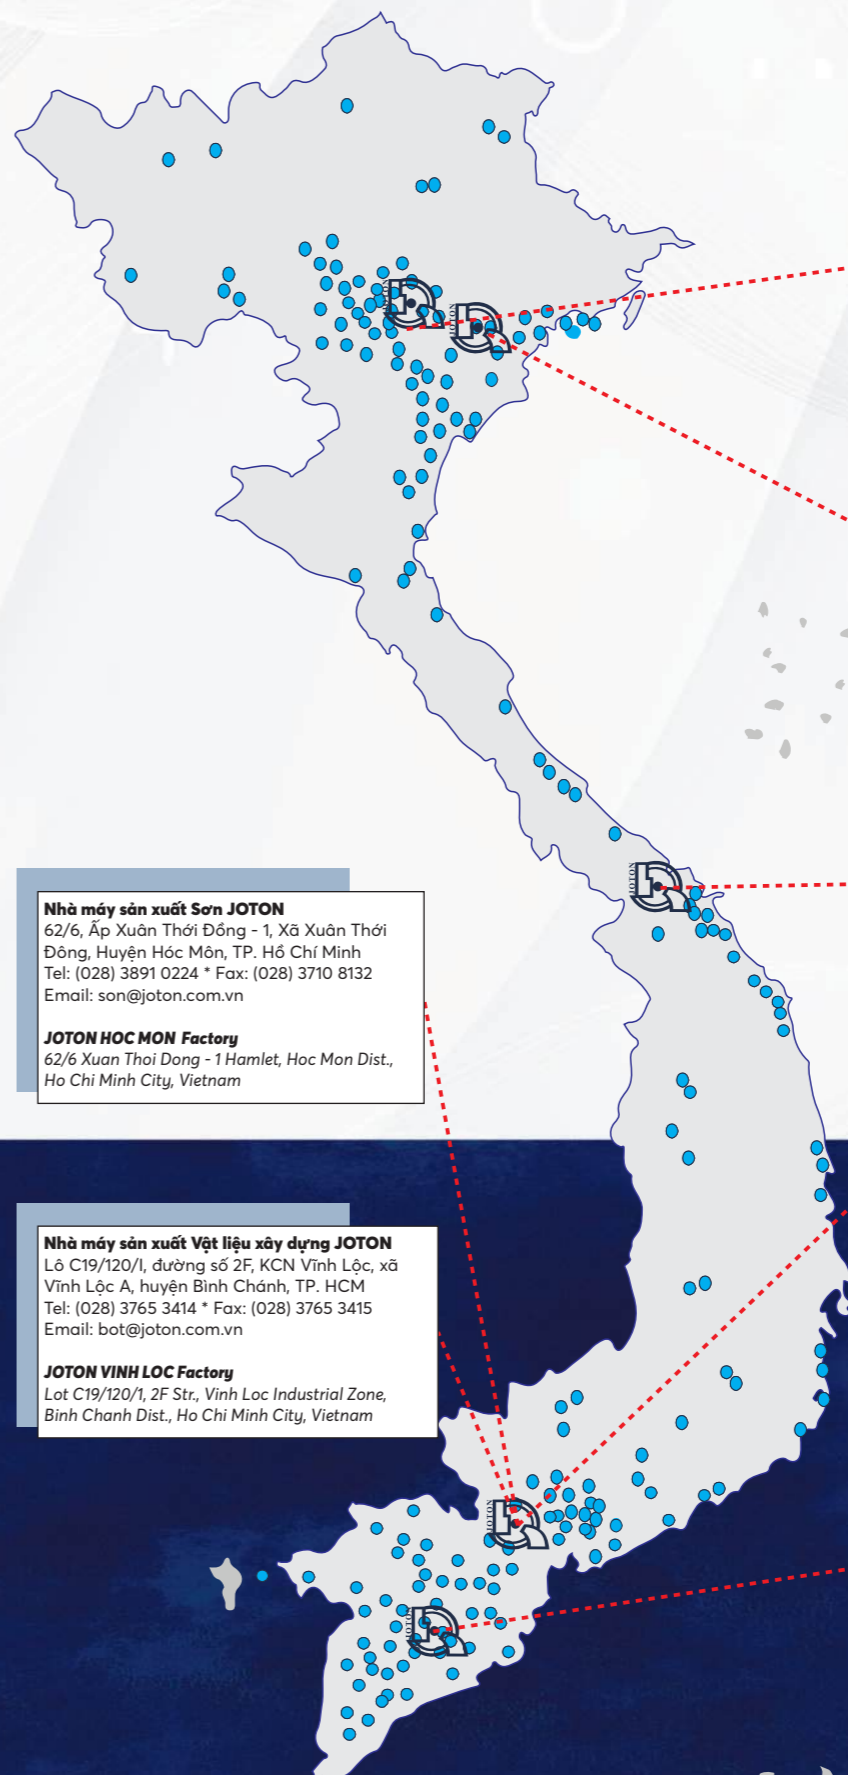 JOTON
JOTON
JOTON
Nhà máy sản xuất Sơn JOTON
62/6, Ấp Xuân Thới Đồng - 1, Xã Xuân Thới
Đông, Huyện Hóc Môn, TP. Hồ Chí Minh
Tel: (028) 3891 0224 * Fax: (028) 3710 8132
Email: son@joton.com.vn
JOTON HOC MON Factory
62/6 Xuan Thoi Dong - 1 Hamlet, Hoc Mon Dist.,
Ho Chi Minh City, Vietnam
Nhà máy sản xuất Vật liệu xây dựng JOTON
Lô C19/120/I, đường số 2F, KCN Vĩnh Lộc, xã
Vĩnh Lộc A, huyện Bình Chánh, TP. HCM
Tel: (028) 3765 3414 * Fax: (028) 3765 3415
Email: bot@joton.com.vn
JOTON VINH LOC Factory
Lot C19/120/1, 2F Str., Vinh Loc Industrial Zone,
Binh Chanh Dist., Ho Chi Minh City, Vietnam
JOTON
JOTON